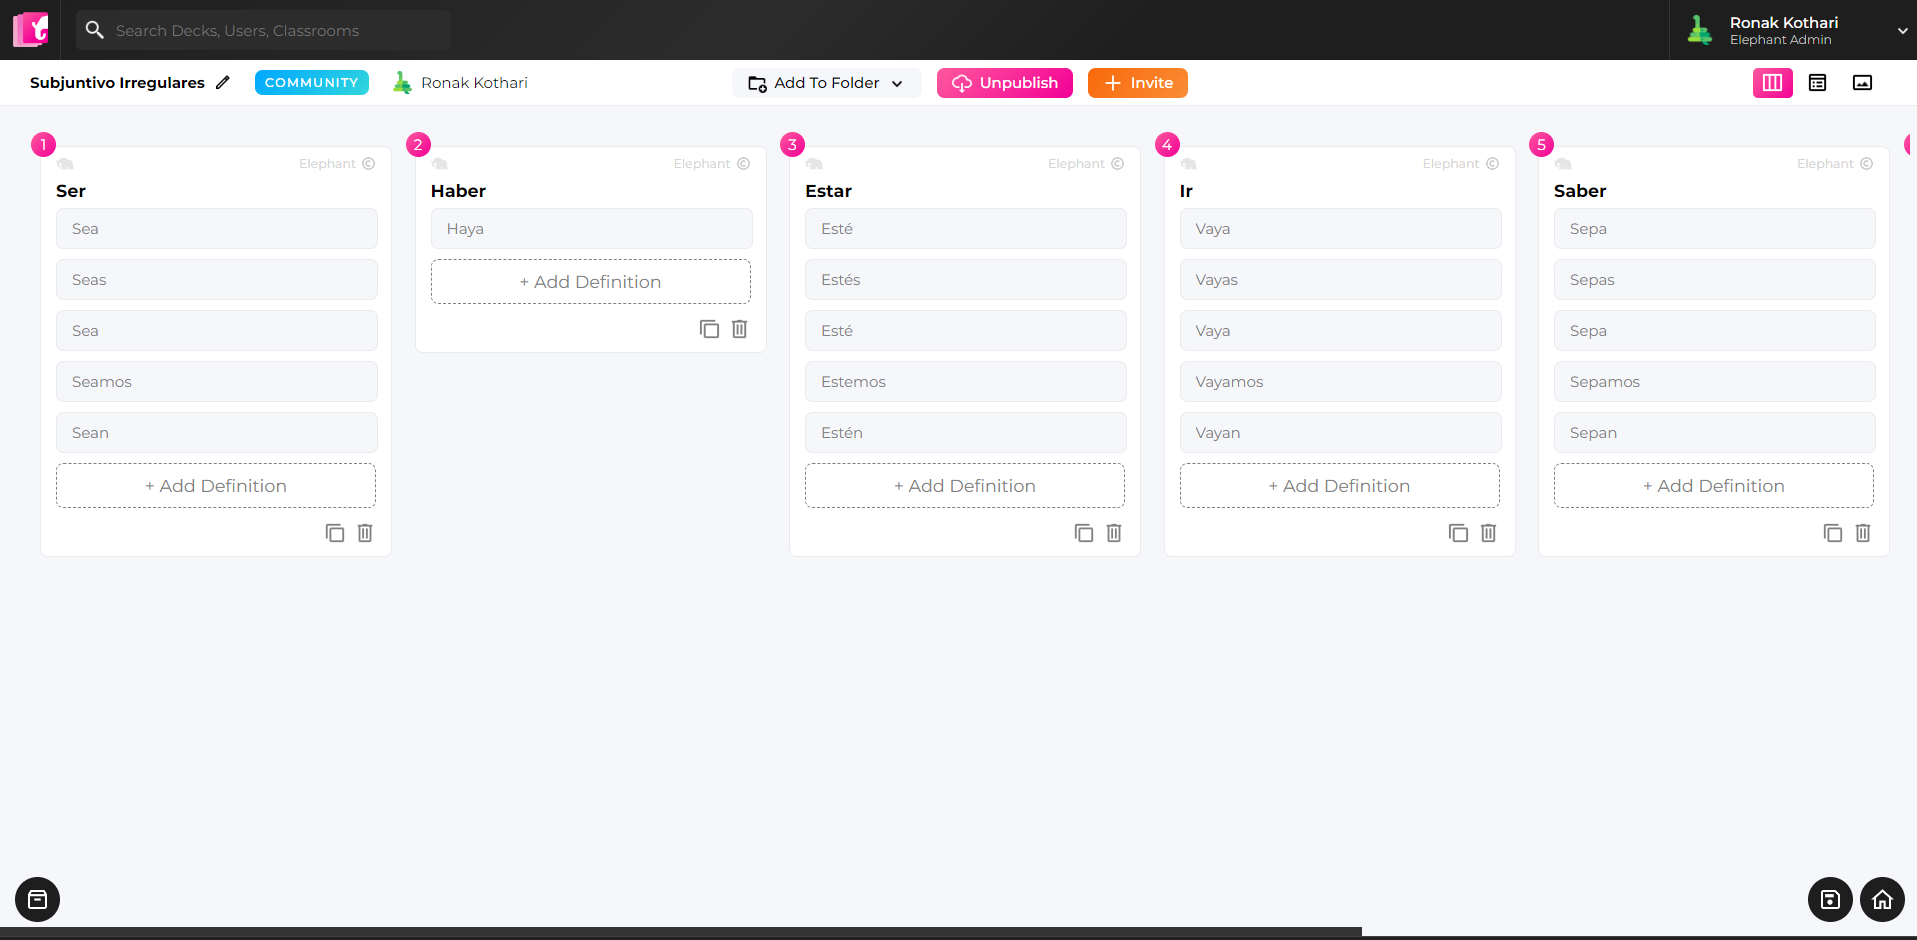 Search Decks, Users, Classrooms
Ronak Kothari
Elephant Admin
Subjuntivo Irregulares
COMMUNITY
Ronak Kothari
Add To Folder
Unpublish
Invite
1
Elephant ©
Ser
Sea
Seas
Sea
Seamos
Sean
+ Add Definition
2
Elephant ©
Haber
Haya
+ Add Definition
3
Elephant ©
Estar
Esté
Estés
Esté
Estemos
Estén
+ Add Definition
4
Elephant ©
Ir
Vaya
Vayas
Vaya
Vayamos
Vayan
+ Add Definition
5
Elephant ©
Saber
Sepa
Sepas
Sepa
Sepamos
Sepan
+ Add Definition